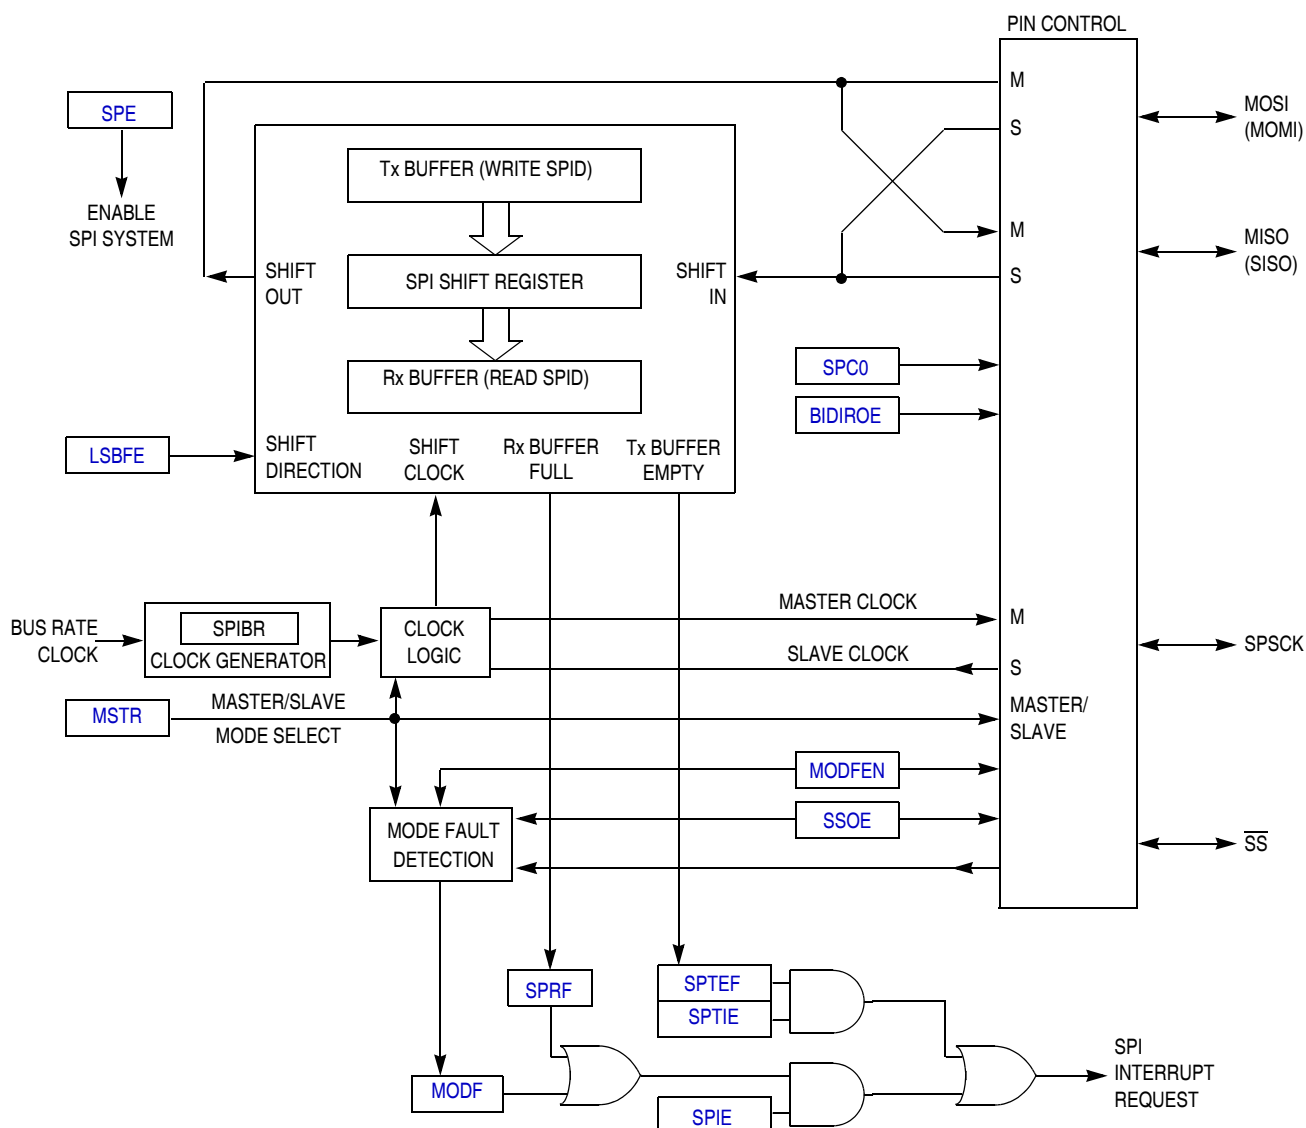 PIN CONTROL
M
MOSI
(MOMI)
SPE
S
Tx BUFFER (WRITE SPID)
ENABLE
SPI SYSTEM
M
MISO
(SISO)
SHIFT
OUT
SPI SHIFT REGISTER
SHIFT
IN
S
SPC0
Rx BUFFER (READ SPID)
BIDIROE
LSBFE
SHIFT
DIRECTION
SHIFT
CLOCK
Rx BUFFER
FULL
Tx BUFFER
EMPTY
MASTER CLOCK
M
BUS RATE
CLOCK
SPIBR
CLOCK GENERATOR
CLOCK
LOGIC
SLAVE CLOCK
S
SPSCK
MSTR
MASTER/SLAVE
MODE SELECT
MASTER/
SLAVE
MODFEN
SSOE
MODE FAULT
DETECTION
SS
SPRF
SPTEF
SPTIE
MODF
SPIE
SPI
INTERRUPT
REQUEST